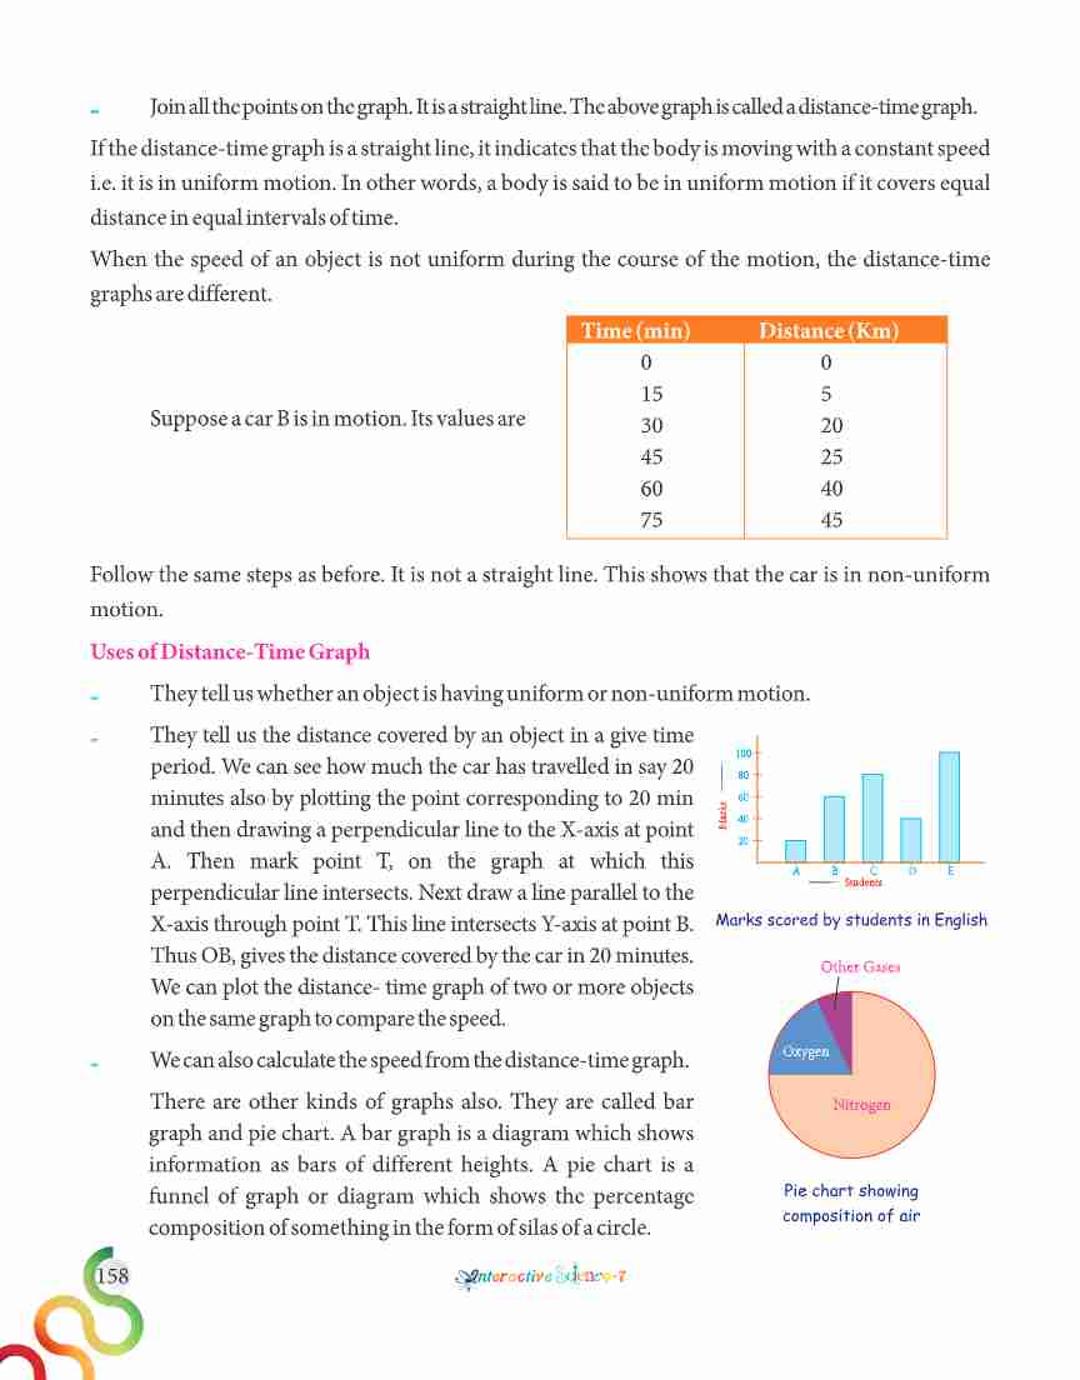 Join all the points on the graph. It is a straight line. The above graph is called a distance-time graph.
If the distance-time graph is a straight line, it indicates that the body is moving with a constant speed
i.e. it is in uniform motion. In other words, a body is said to be in uniform motion if it covers equal
distance in equal intervals of time.
When the speed of an object is not uniform during the course of the motion, the distance-time
graphs are different.
Suppose a car B is in motion. Its values are
Time (min) Distance (Km)
0 0
15 5
30 20
45 25
60 40
75 45
Follow the same steps as before. It is not a straight line. This shows that the car is in non-uniform
motion.
Uses of Distance-Time Graph
They tell us whether an object is having uniform or non-uniform motion.
They tell us the distance covered by an object in a give time
period. We can see how much the car has travelled in say 20
minutes also by plotting the point corresponding to 20 min
and then drawing a perpendicular line to the X-axis at point
A. Then mark point T, on the graph at which this
perpendicular line intersects. Next draw a line parallel to the
X-axis through point T. This line intersects Y-axis at point B.
Thus OB, gives the distance covered by the car in 20 minutes.
We can plot the distance- time graph of two or more objects
on the same graph to compare the speed.
We can also calculate the speed from the distance-time graph.
There are other kinds of graphs also. They are called bar
graph and pie chart. A bar graph is a diagram which shows
information as bars of different heights. A pie chart is a
funnel of graph or diagram which shows the percentage
composition of something in the form of silas of a circle.
100
80
60
40
20
Marks
A B C D E
Students
Marks scored by students in English
Other Gases
Oxygen
Nitrogen
Pie chart showing
composition of air
158
Interactive Science-7